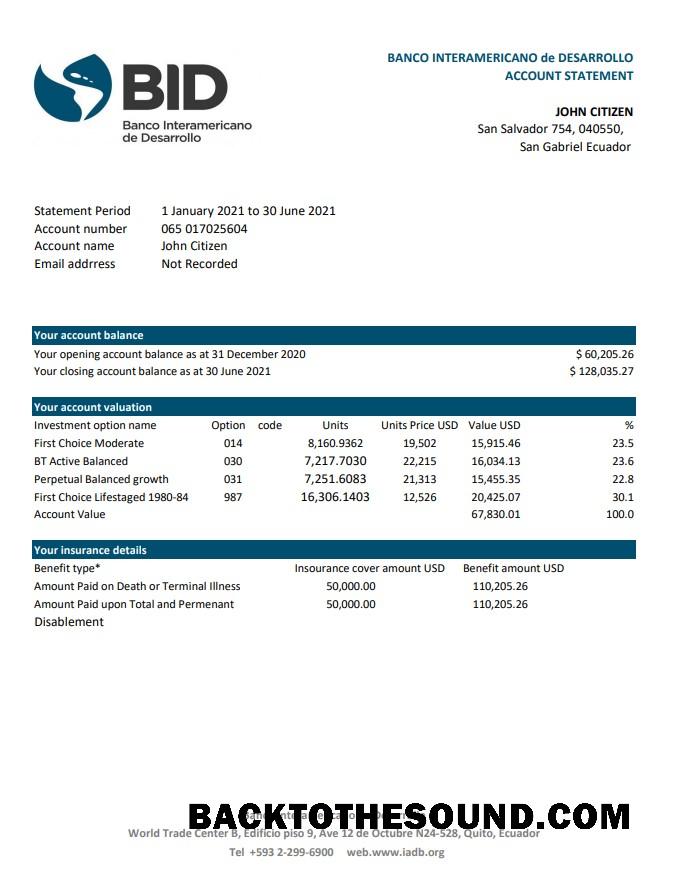 BID
Banco Interamericano
de Desarrollo
BANCO INTERAMERICANO de DESARROLLO
ACCOUNT STATEMENT
JOHN CITIZEN
San Salvador 754, 040550,
San Gabriel Ecuador
Statement Period 1 January 2021 to 30 June 2021
Account number 065 017025604
Account name John Citizen
Email addrress Not Recorded
Your account balance
Your opening account balance as at 31 December 2020 $ 60,205.26
Your closing account balance as at 30 June 2021 $ 128,035.27
Your account valuation
Investment option name Option code Units Units Price USD Value USD %
First Choice Moderate 014 8,160.9362 19,502 15,915.46 23.5
BT Active Balanced 030 7,217.7030 22,215 16,034.13 23.6
Perpetual Balanced growth 031 7,251.6083 21,313 15,455.35 22.8
First Choice Lifestaged 1980-84 987 16,306.1403 12,526 20,425.07 30.1
Account Value 67,830.01 100.0
Your insurance details
Benefit type* Insourance cover amount USD Benefit amount USD
Amount Paid on Death or Terminal Illness 50,000.00 110,205.26
Amount Paid upon Total and Permenant 50,000.00 110,205.26
Disablement
BACKTOTHESOUND.COM
World Trade Center B, Edificio piso 9, Ave 12 de Octubre N24-528, Quito, Ecuador
Tel +593 2-299-6900 web.www.iadb.org